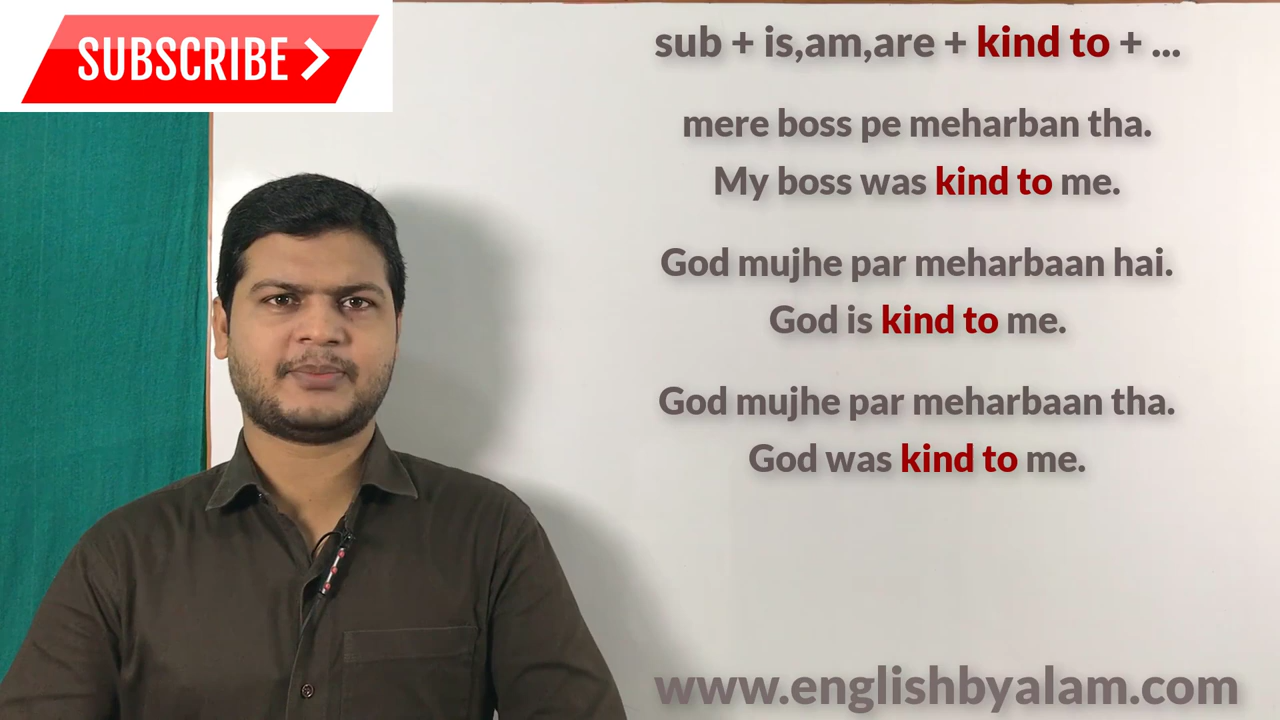 SUBSCRIBE
sub + is,am,are + kind to + ...
mere boss pe meharban tha.
My boss was kind to me.
God mujhe par meharbaan hai.
God is kind to me.
God mujhe par meharbaan tha.
God was kind to me.
www.englishbyalam.com